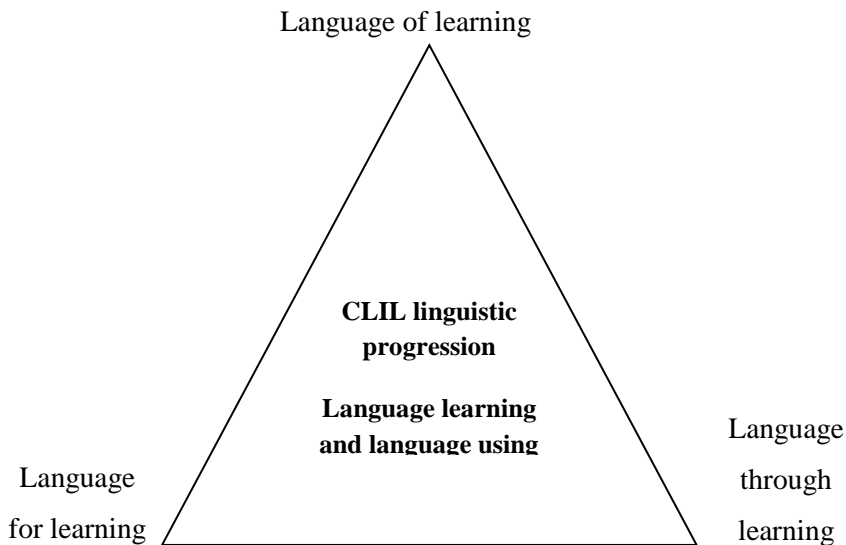 Language of learning
CLIL linguistic
progression
Language learning
and language using
Language
for learning
Language
through
learning